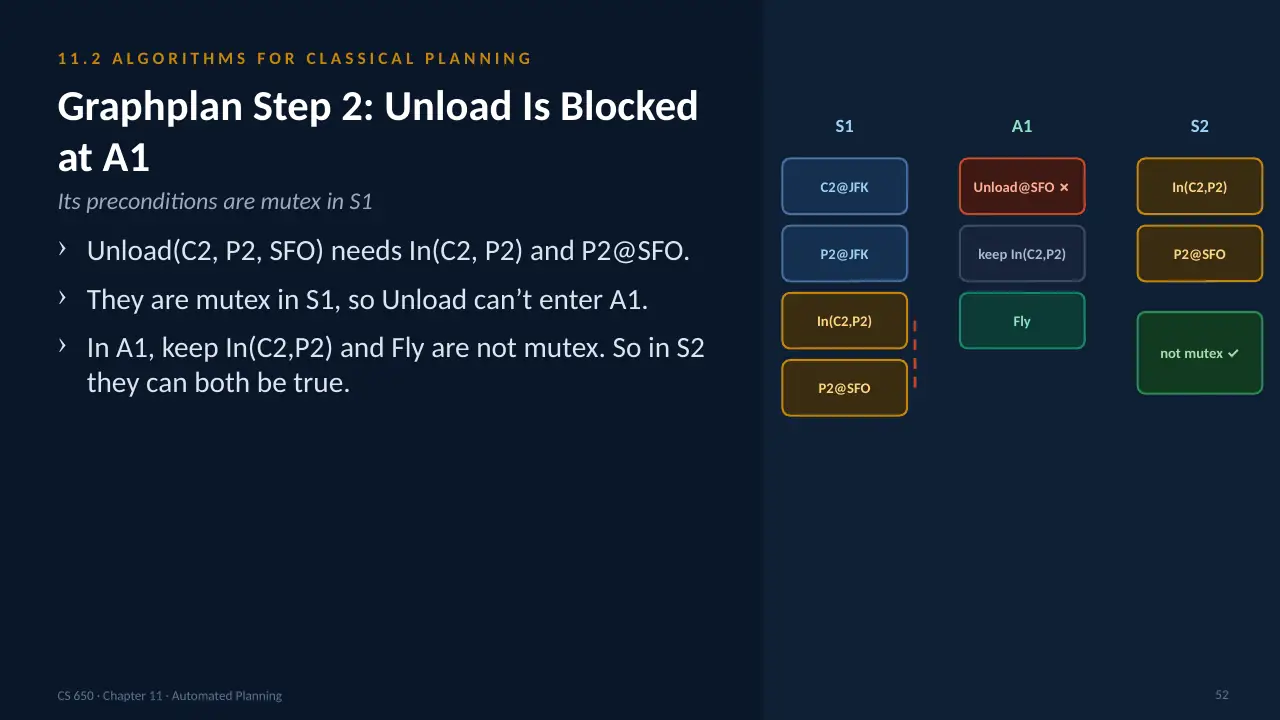 11.2 ALGORITHMS FOR CLASSICAL PLANNING
Graphplan Step 2: Unload Is Blocked
at A1
Its preconditions are mutex in S1
› Unload(C2, P2, SFO) needs In(C2, P2) and P2@SFO.
› They are mutex in S1, so Unload can’t enter A1.
› In A1, keep In(C2,P2) and Fly are not mutex. So in S2
they can both be true.
S1
C2@JFK
P2@JFK
In(C2,P2)
P2@SFO
A1
Unload@SFO ×
keep In(C2,P2)
Fly
S2
In(C2,P2)
P2@SFO
not mutex ✓
CS 650 · Chapter 11 · Automated Planning
52